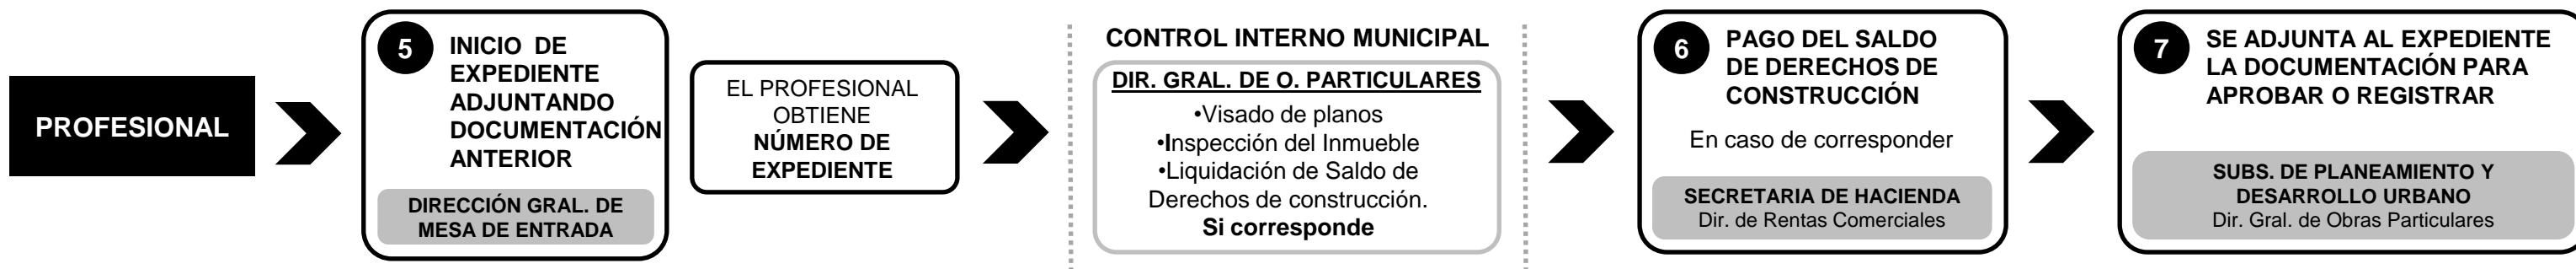 PROFESIONAL
5
INICIO DE
EXPEDIENTE
ADJUNTANDO
DOCUMENTACIÓN
ANTERIOR
DIRECCIÓN GRAL. DE
MESA DE ENTRADA
EL PROFESIONAL
OBTIENE
NÚMERO DE
EXPEDIENTE
CONTROL INTERNO MUNICIPAL
DIR. GRAL. DE O. PARTICULARES
•Visado de planos
•Inspección del Inmueble
•Liquidación de Saldo de
Derechos de construcción.
Si corresponde
6
PAGO DEL SALDO
DE DERECHOS DE
CONSTRUCCIÓN
En caso de corresponder
SECRETARIA DE HACIENDA
Dir. de Rentas Comerciales
7
SE ADJUNTA AL EXPEDIENTE
LA DOCUMENTACIÓN PARA
APROBAR O REGISTRAR
SUBS. DE PLANEAMIENTO Y
DESARROLLO URBANO
Dir. Gral. de Obras Particulares